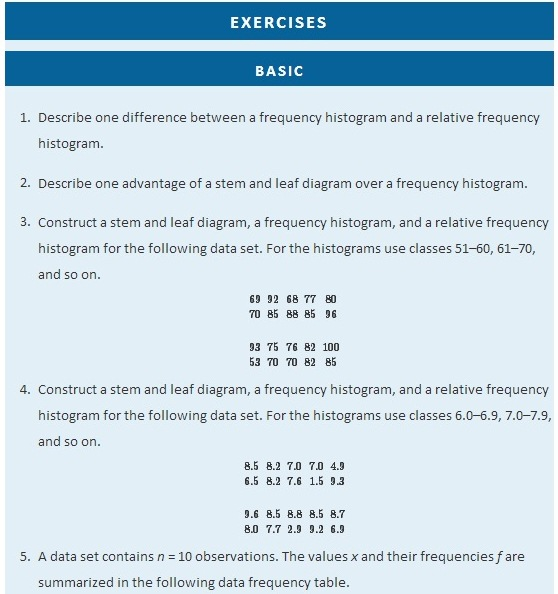 EXERCISES
BASIC
1. Describe one difference between a frequency histogram and a relative frequency
histogram.
2. Describe one advantage of a stem and leaf diagram over a frequency histogram.
3. Construct a stem and leaf diagram, a frequency histogram, and a relative frequency
histogram for the following data set. For the histograms use classes 51–60, 61–70,
and so on.
69 92 68 77 80
70 85 88 85 96
93 75 76 82 100
53 70 70 82 85
4. Construct a stem and leaf diagram, a frequency histogram, and a relative frequency
histogram for the following data set. For the histograms use classes 6.0–6.9, 7.0–7.9,
and so on.
8.5 8.2 7.0 7.0 4.9
6.5 8.2 7.6 1.5 9.3
9.6 8.5 8.8 8.5 8.7
8.0 7.7 2.9 9.2 6.9
5. A data set contains n = 10 observations. The values x and their frequencies f are
summarized in the following data frequency table.